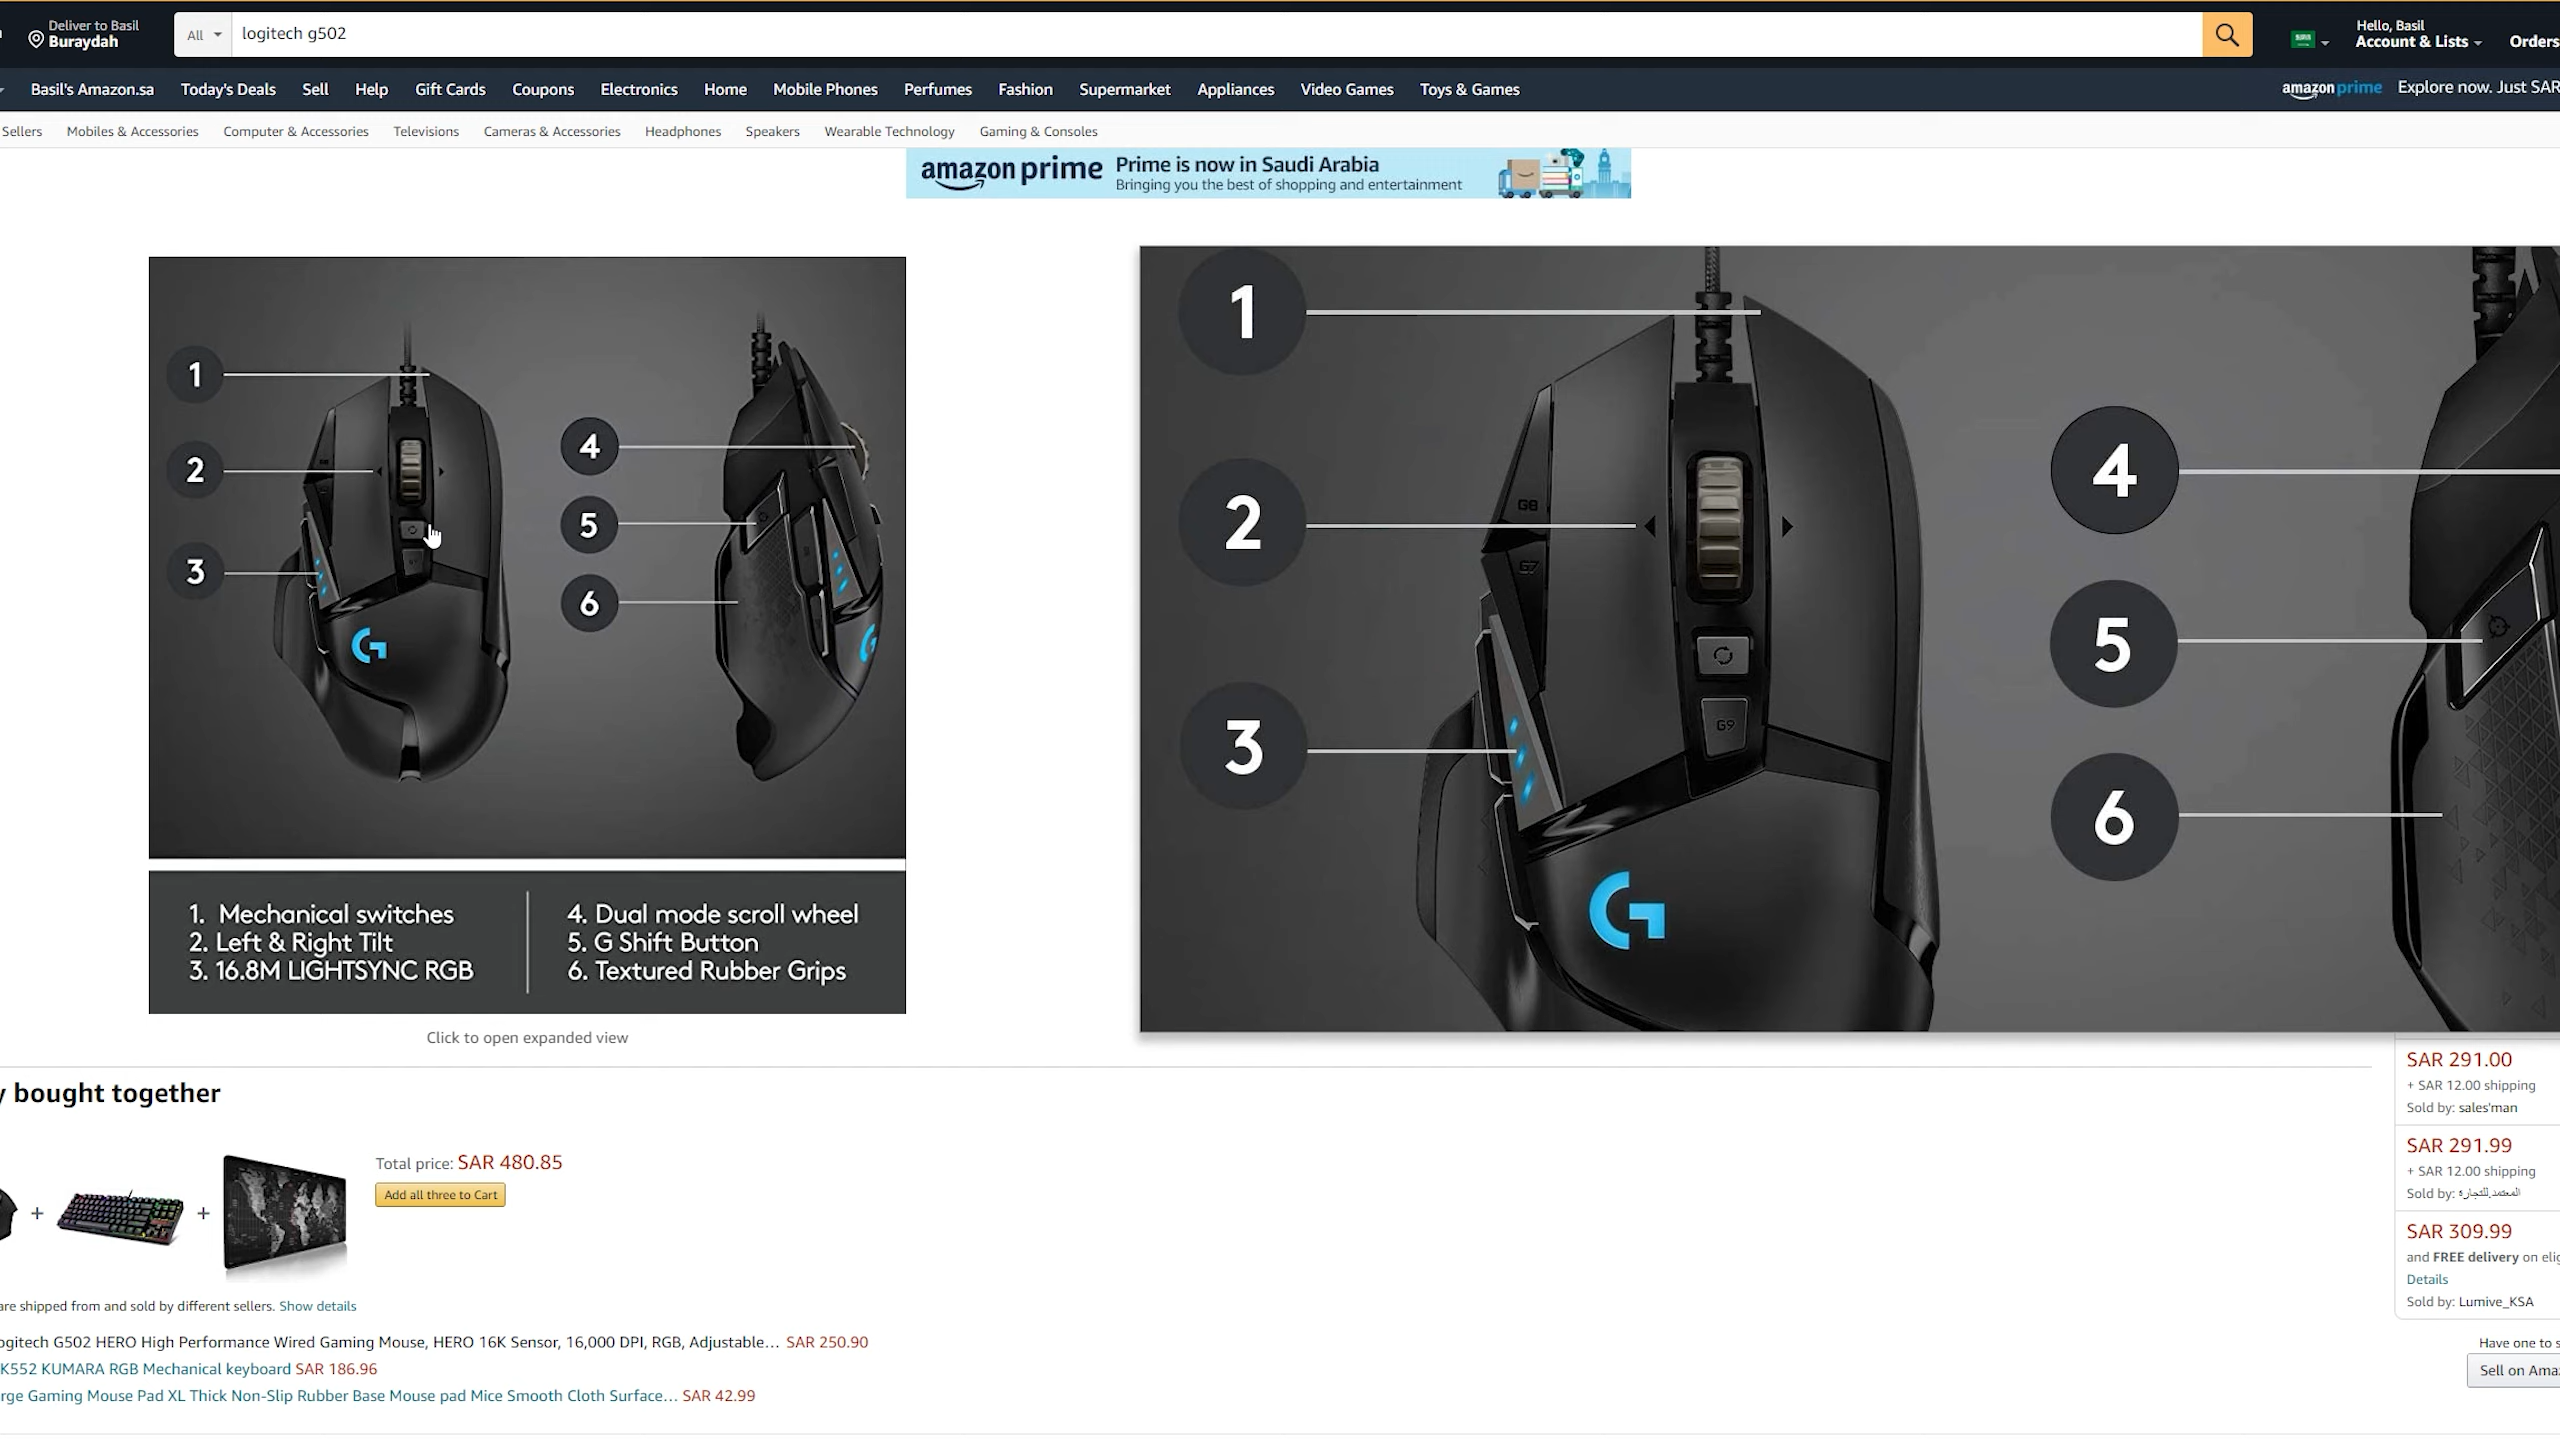 Deliver to Basil
Buraydah
All
logitech g502
Hello, Basil
Account & Lists
Orders
Basil's Amazon.sa
Today's Deals
Sell
Help
Gift Cards
Coupons
Electronics
Home
Mobile Phones
Perfumes
Fashion
Supermarket
Appliances
Video Games
Toys & Games
amazon prime
Explore now. Just SAR
Sellers
Mobiles & Accessories
Computer & Accessories
Televisions
Cameras & Accessories
Headphones
Speakers
Wearable Technology
Gaming & Consoles
amazon prime
Prime is now in Saudi Arabia
Bringing you the best of shopping and entertainment
1
2
3
4
5
6
G
1. Mechanical switches
2. Left & Right Tilt
3. 16.8M LIGHTSYNC RGB
4. Dual mode scroll wheel
5. G Shift Button
6. Textured Rubber Grips
Click to open expanded view
1
2
3
4
5
6
G8
G7
G9
G
y bought together
Total price: SAR 480.85
Add all three to Cart
are shipped from and sold by different sellers. Show details
ogitech G502 HERO High Performance Wired Gaming Mouse, HERO 16K Sensor, 16,000 DPI, RGB, Adjustable... SAR 250.90
K552 KUMARA RGB Mechanical keyboard SAR 186.96
rge Gaming Mouse Pad XL Thick Non-Slip Rubber Base Mouse pad Mice Smooth Cloth Surface... SAR 42.99
SAR 291.00
+ SAR 12.00 shipping
Sold by: sales'man
SAR 291.99
+ SAR 12.00 shipping
Sold by: المعتمد.للتجارة
SAR 309.99
and FREE delivery on elig
Details
Sold by: Lumive_KSA
Have one to s
Sell on Ama